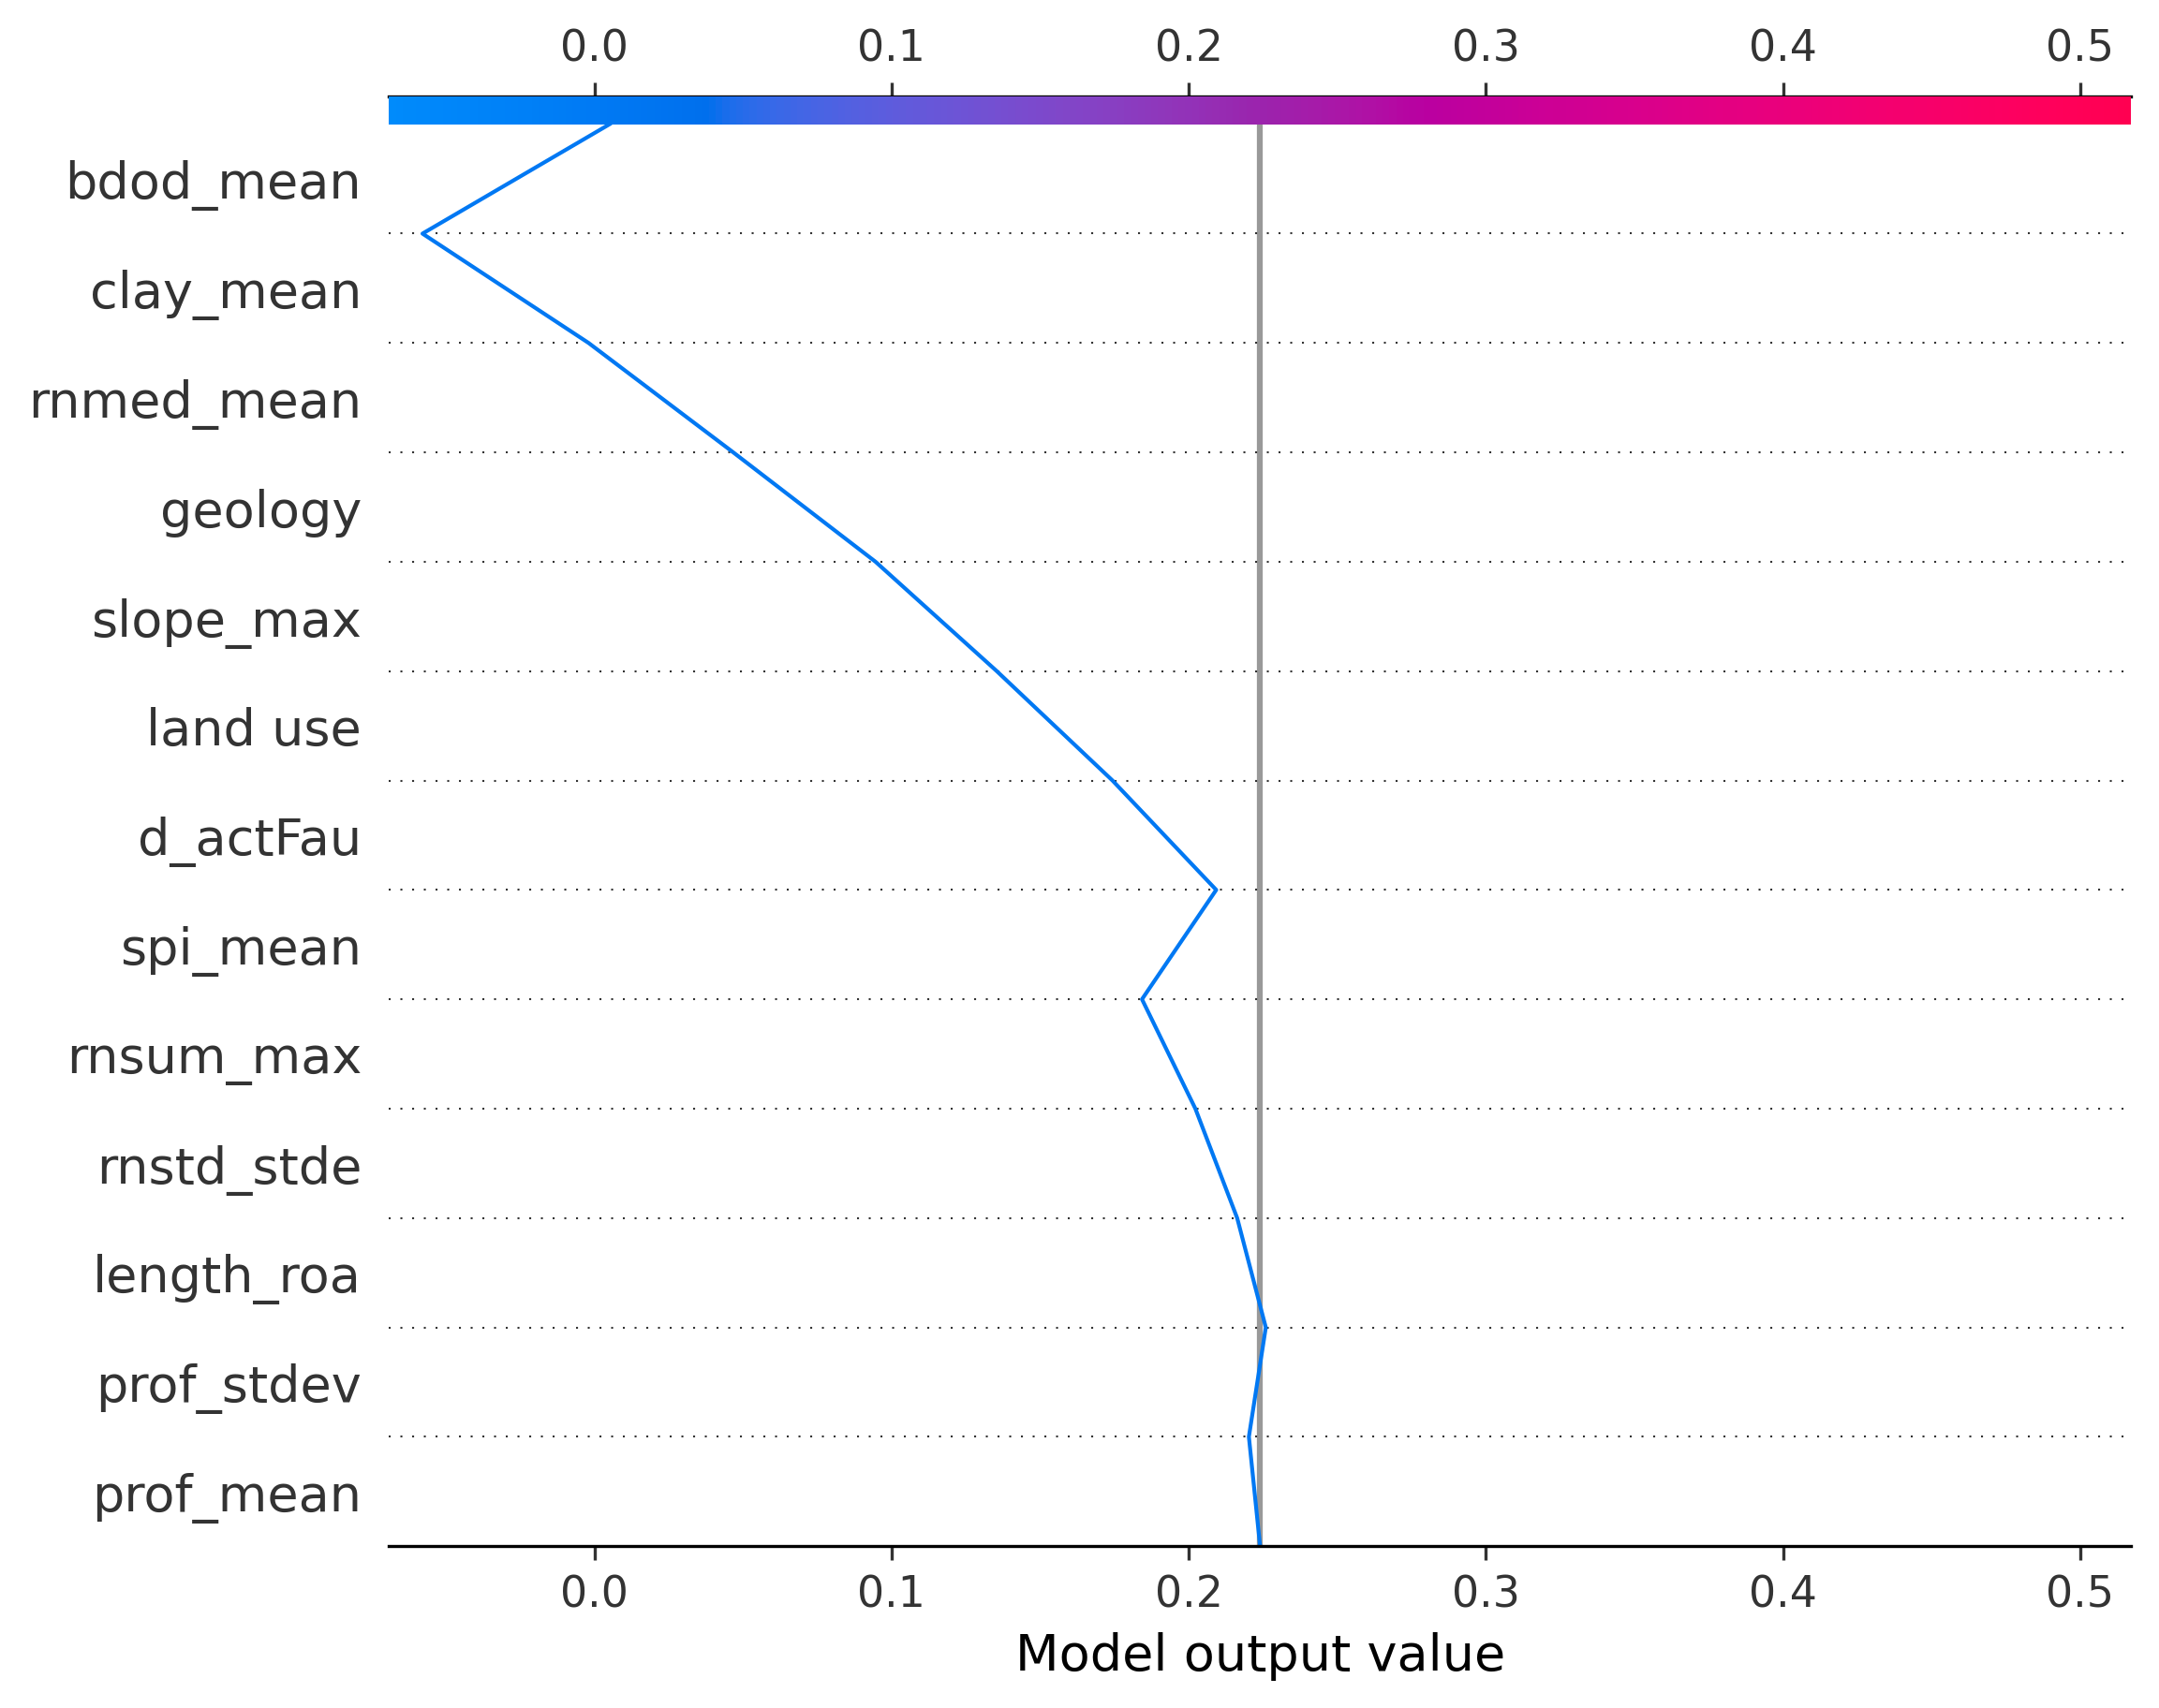 0.0 0.1 0.2 0.3 0.4 0.5
bdod_mean
clay_mean
rnmed_mean
geology
slope_max
land use
d_actFau
spi_mean
rnsum_max
rnstd_stde
length_roa
prof_stdev
prof_mean
0.0 0.1 0.2 0.3 0.4 0.5
Model output value